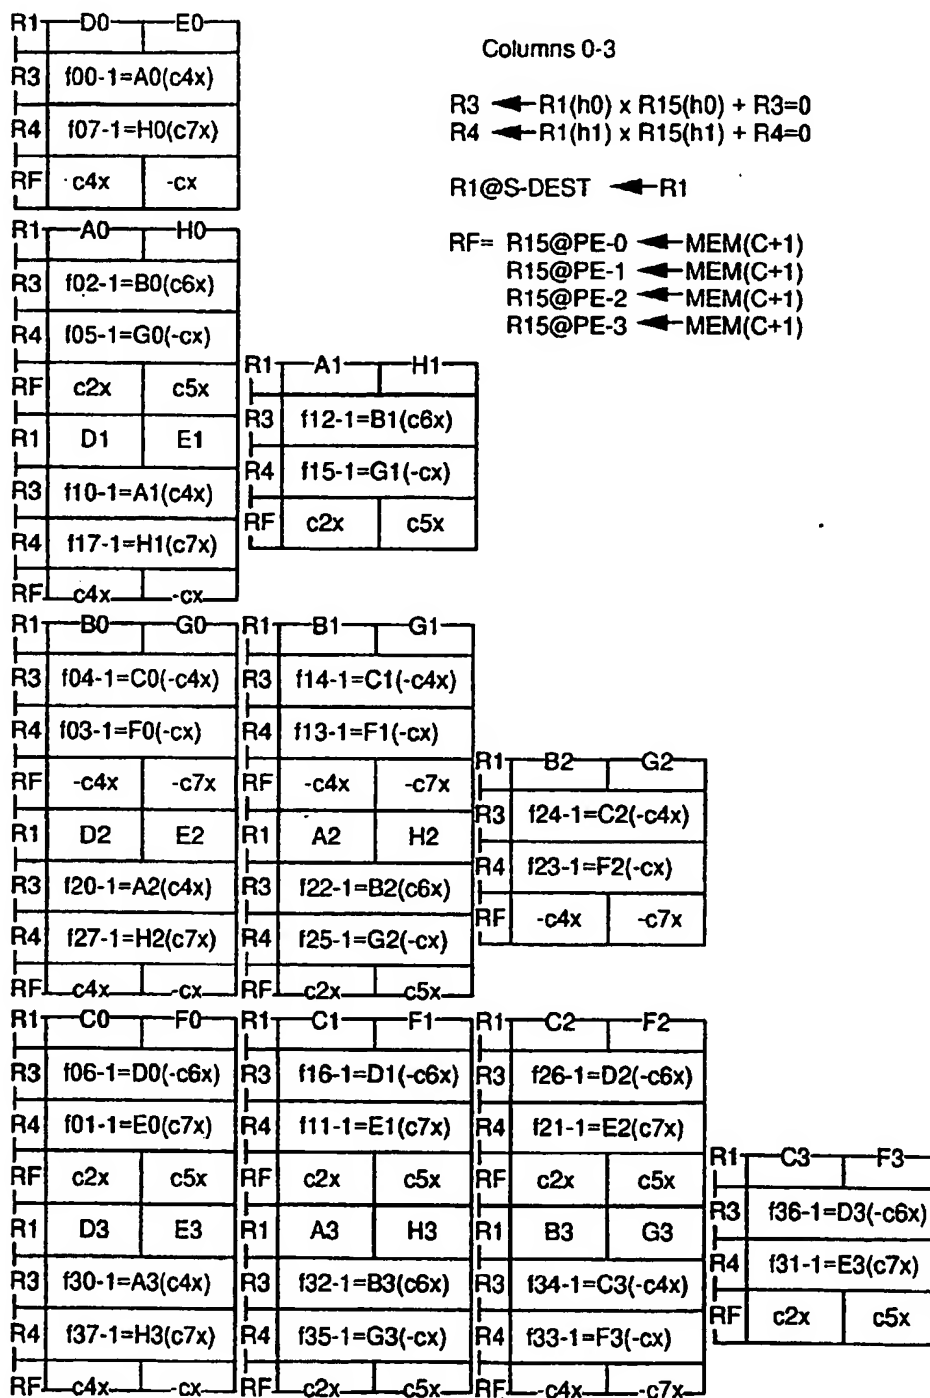 R1 D0 E0
R3 f00-1=A0(c4x)
R4 f07-1=H0(c7x)
RF c4x -cx
Columns 0-3
R3 ◄─ R1(h0) x R15(h0) + R3=0
R4 ◄─ R1(h1) x R15(h1) + R4=0
R1@S-DEST ◄─ R1
RF= R15@PE-0 ◄─ MEM(C+1)
R15@PE-1 ◄─ MEM(C+1)
R15@PE-2 ◄─ MEM(C+1)
R15@PE-3 ◄─ MEM(C+1)
R1 A0 H0
R3 f02-1=B0(c6x)
R4 f05-1=G0(-cx)
RF c2x c5x
R1 D1 E1
R3 f10-1=A1(c4x)
R4 f17-1=H1(c7x)
RF c4x -cx
R1 A1 H1
R3 f12-1=B1(c6x)
R4 f15-1=G1(-cx)
RF c2x c5x
R1 B0 G0
R3 f04-1=C0(-c4x)
R4 f03-1=F0(-cx)
RF -c4x -c7x
R1 D2 E2
R3 f20-1=A2(c4x)
R4 f27-1=H2(c7x)
RF c4x -cx
R1 B1 G1
R3 f14-1=C1(-c4x)
R4 f13-1=F1(-cx)
RF -c4x -c7x
R1 A2 H2
R3 f22-1=B2(c6x)
R4 f25-1=G2(-cx)
RF c2x c5x
R1 B2 G2
R3 f24-1=C2(-c4x)
R4 f23-1=F2(-cx)
RF -c4x -c7x
R1 C0 F0
R3 f06-1=D0(-c6x)
R4 f01-1=E0(c7x)
RF c2x c5x
R1 D3 E3
R3 f30-1=A3(c4x)
R4 f37-1=H3(c7x)
RF c4x -cx
R1 C1 F1
R3 f16-1=D1(-c6x)
R4 f11-1=E1(c7x)
RF c2x c5x
R1 A3 H3
R3 f32-1=B3(c6x)
R4 f35-1=G3(-cx)
RF c2x c5x
R1 C2 F2
R3 f26-1=D2(-c6x)
R4 f21-1=E2(c7x)
RF c2x c5x
R1 B3 G3
R3 f34-1=C3(-c4x)
R4 f33-1=F3(-cx)
RF -c4x -c7x
R1 C3 F3
R3 f36-1=D3(-c6x)
R4 f31-1=E3(c7x)
RF c2x c5x